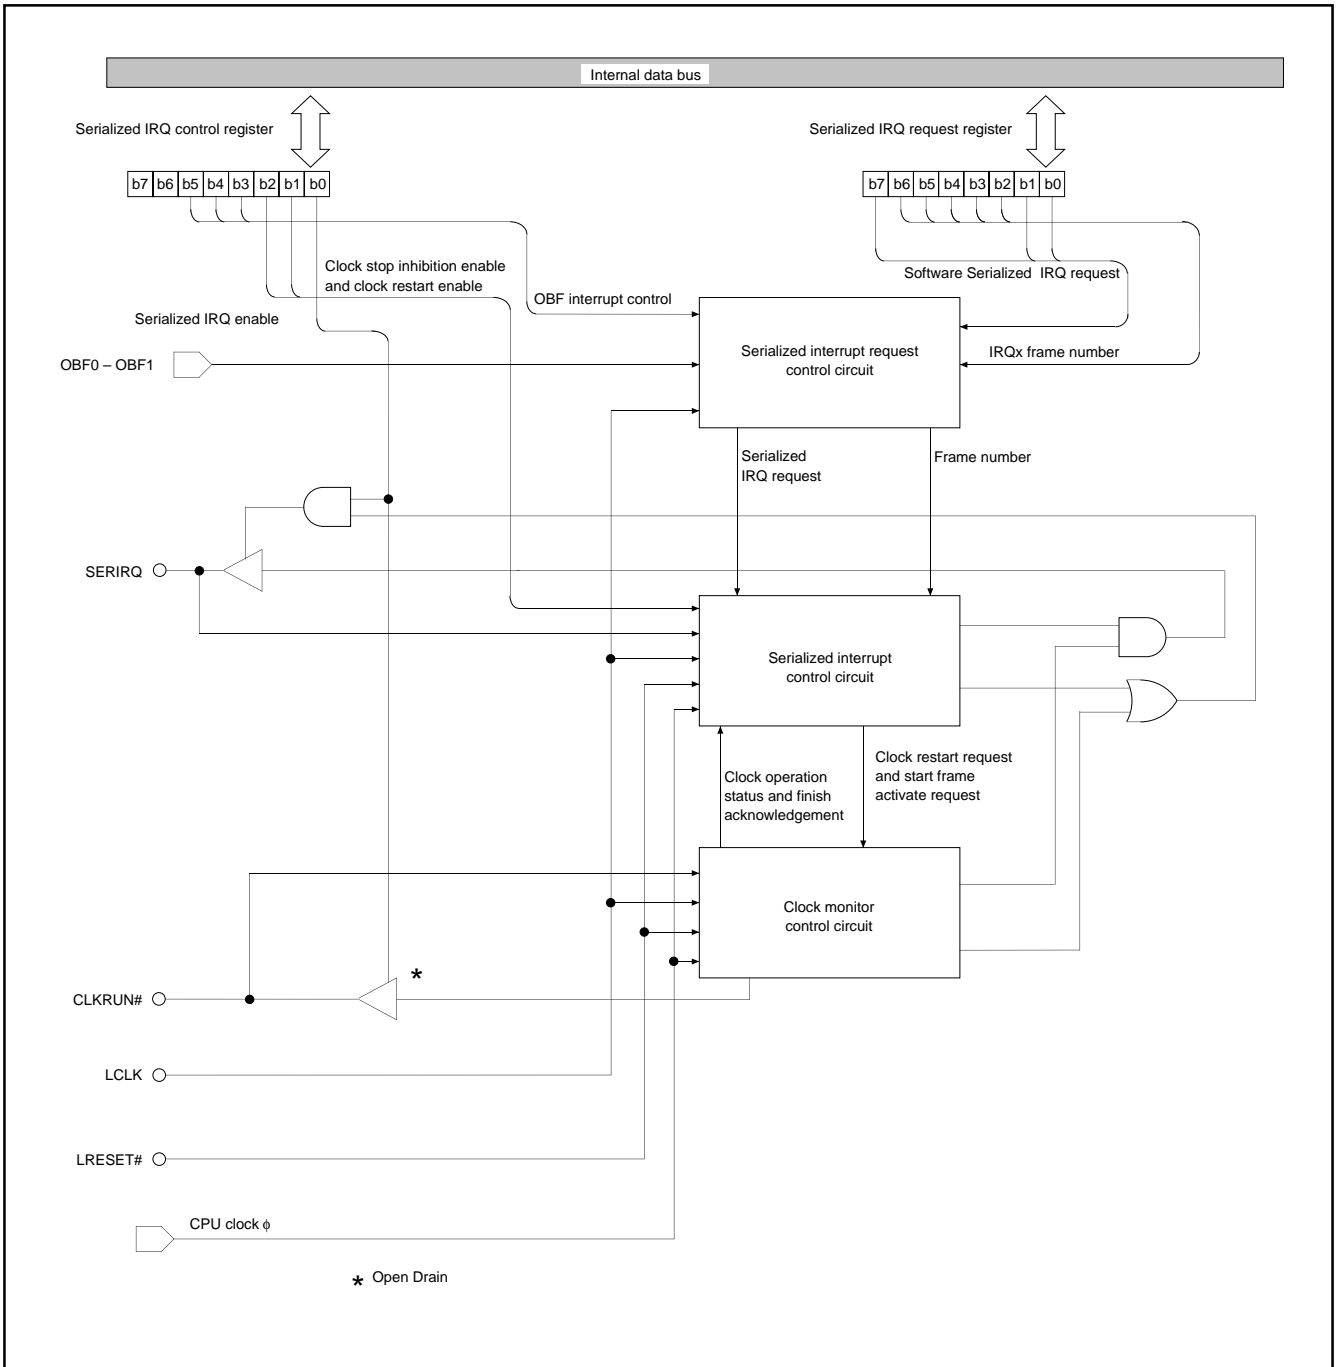 Internal data bus
Serialized IRQ control register
Serialized IRQ request register
b7 b6 b5 b4 b3 b2 b1 b0
b7 b6 b5 b4 b3 b2 b1 b0
Clock stop inhibition enable
and clock restart enable
Software Serialized IRQ request
OBF interrupt control
Serialized IRQ enable
OBF0 – OBF1
Serialized interrupt request
control circuit
IRQx frame number
Serialized
IRQ request
Frame number
SERIRQ
Serialized interrupt
control circuit
Clock operation
status and finish
acknowledgement
Clock restart request
and start frame
activate request
Clock monitor
control circuit
*
CLKRUN#
LCLK
LRESET#
CPU clock ϕ
* Open Drain